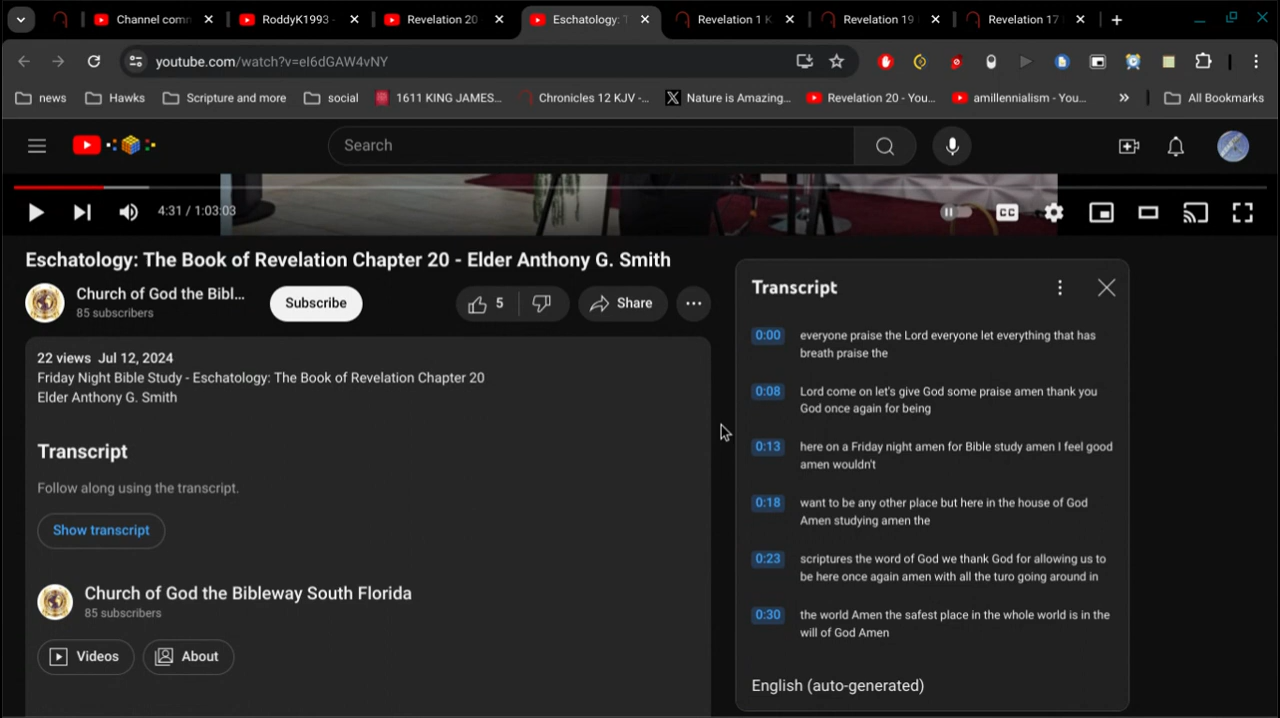 Channel comm
RoddyK1993 -
Revelation 20
Eschatology: T
Revelation 1 K
Revelation 19
Revelation 17
youtube.com/watch?v=eI6dGAW4vNY
news
Hawks
Scripture and more
social
1611 KING JAMES...
Chronicles 12 KJV -...
Nature is Amazing...
Revelation 20 - You...
amillennialism - You...
All Bookmarks
Search
4:31 / 1:03:03
CC
Eschatology: The Book of Revelation Chapter 20 - Elder Anthony G. Smith
Church of God the Bibl...
85 subscribers
Subscribe
5
Share
22 views Jul 12, 2024
Friday Night Bible Study - Eschatology: The Book of Revelation Chapter 20
Elder Anthony G. Smith
Transcript
Follow along using the transcript.
Show transcript
Church of God the Bibleway South Florida
85 subscribers
Videos
About
Transcript
0:00 everyone praise the Lord everyone let everything that has
breath praise the
0:08 Lord come on let's give God some praise amen thank you
God once again for being
0:13 here on a Friday night amen for Bible study amen I feel good
amen wouldn't
0:18 want to be any other place but here in the house of God
Amen studying amen the
0:23 scriptures the word of God we thank God for allowing us to
be here once again amen with all the turo going around in
0:30 the world Amen the safest place in the whole world is in the
will of God Amen
English (auto-generated)